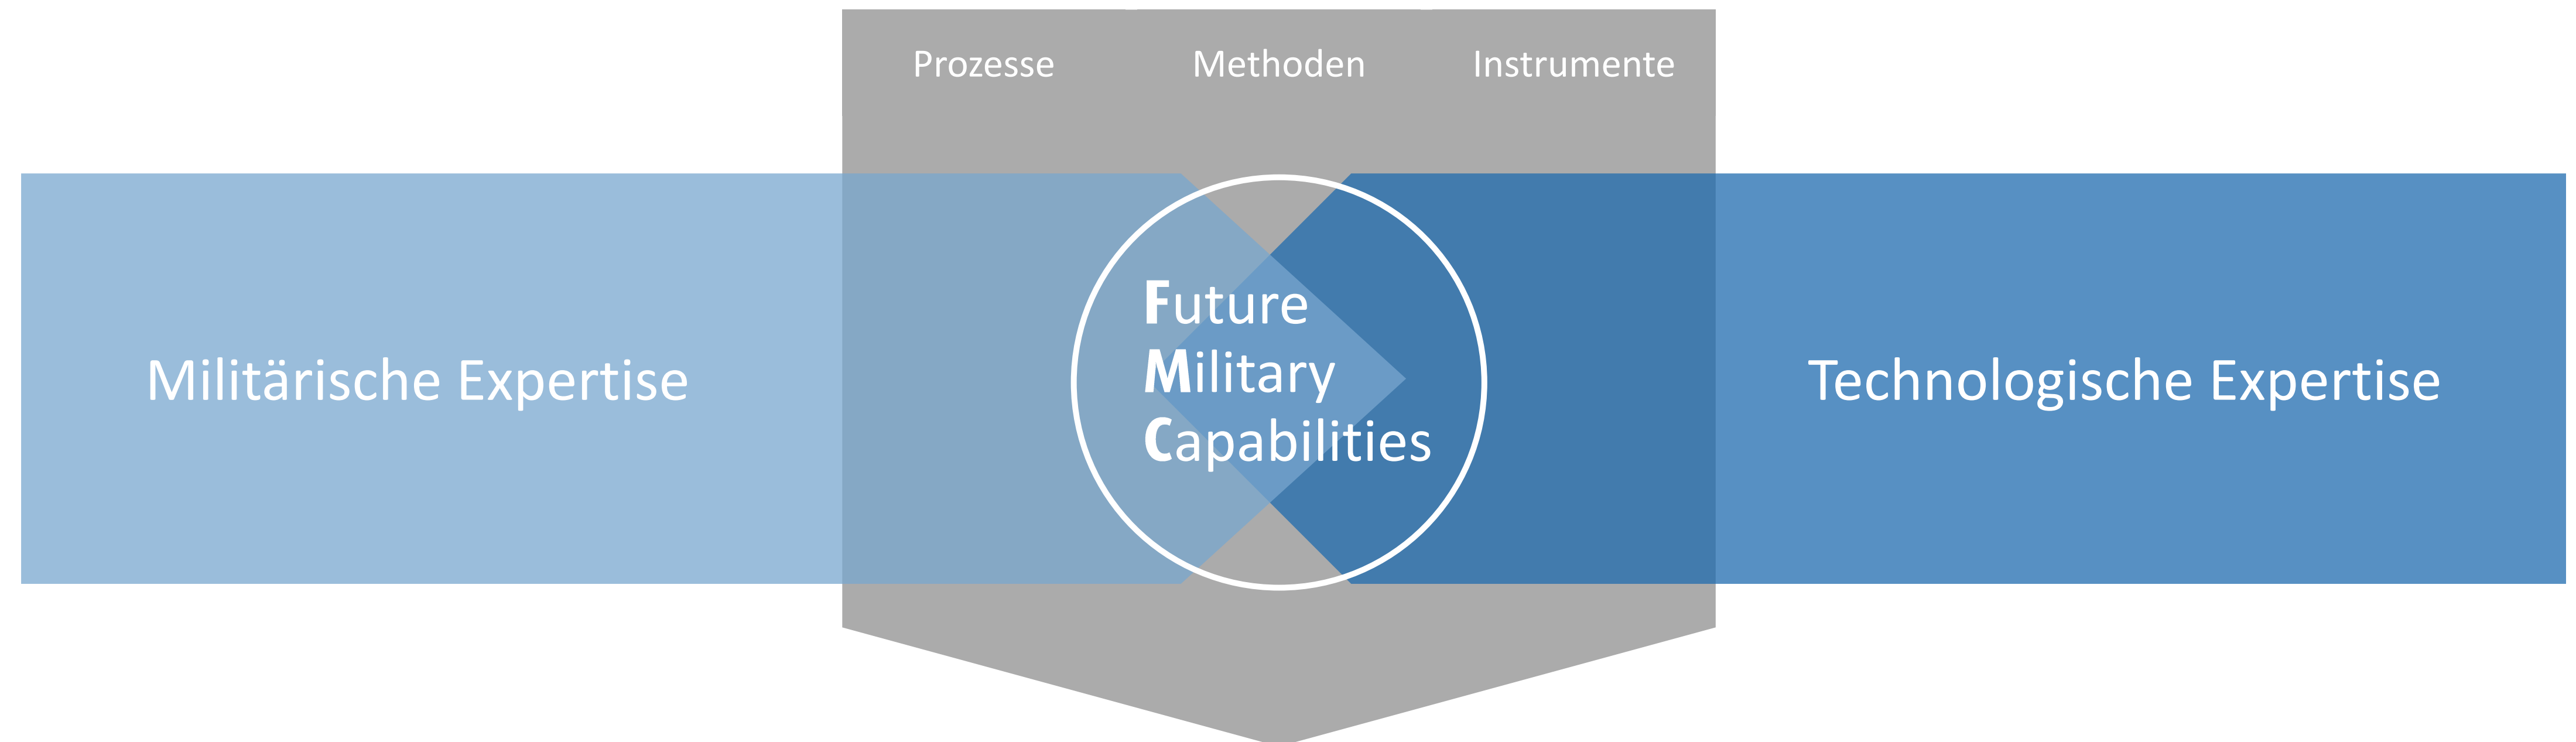 Prozesse Methoden Instrumente
Militärische Expertise
Future
Military
Capabilities
Technologische Expertise